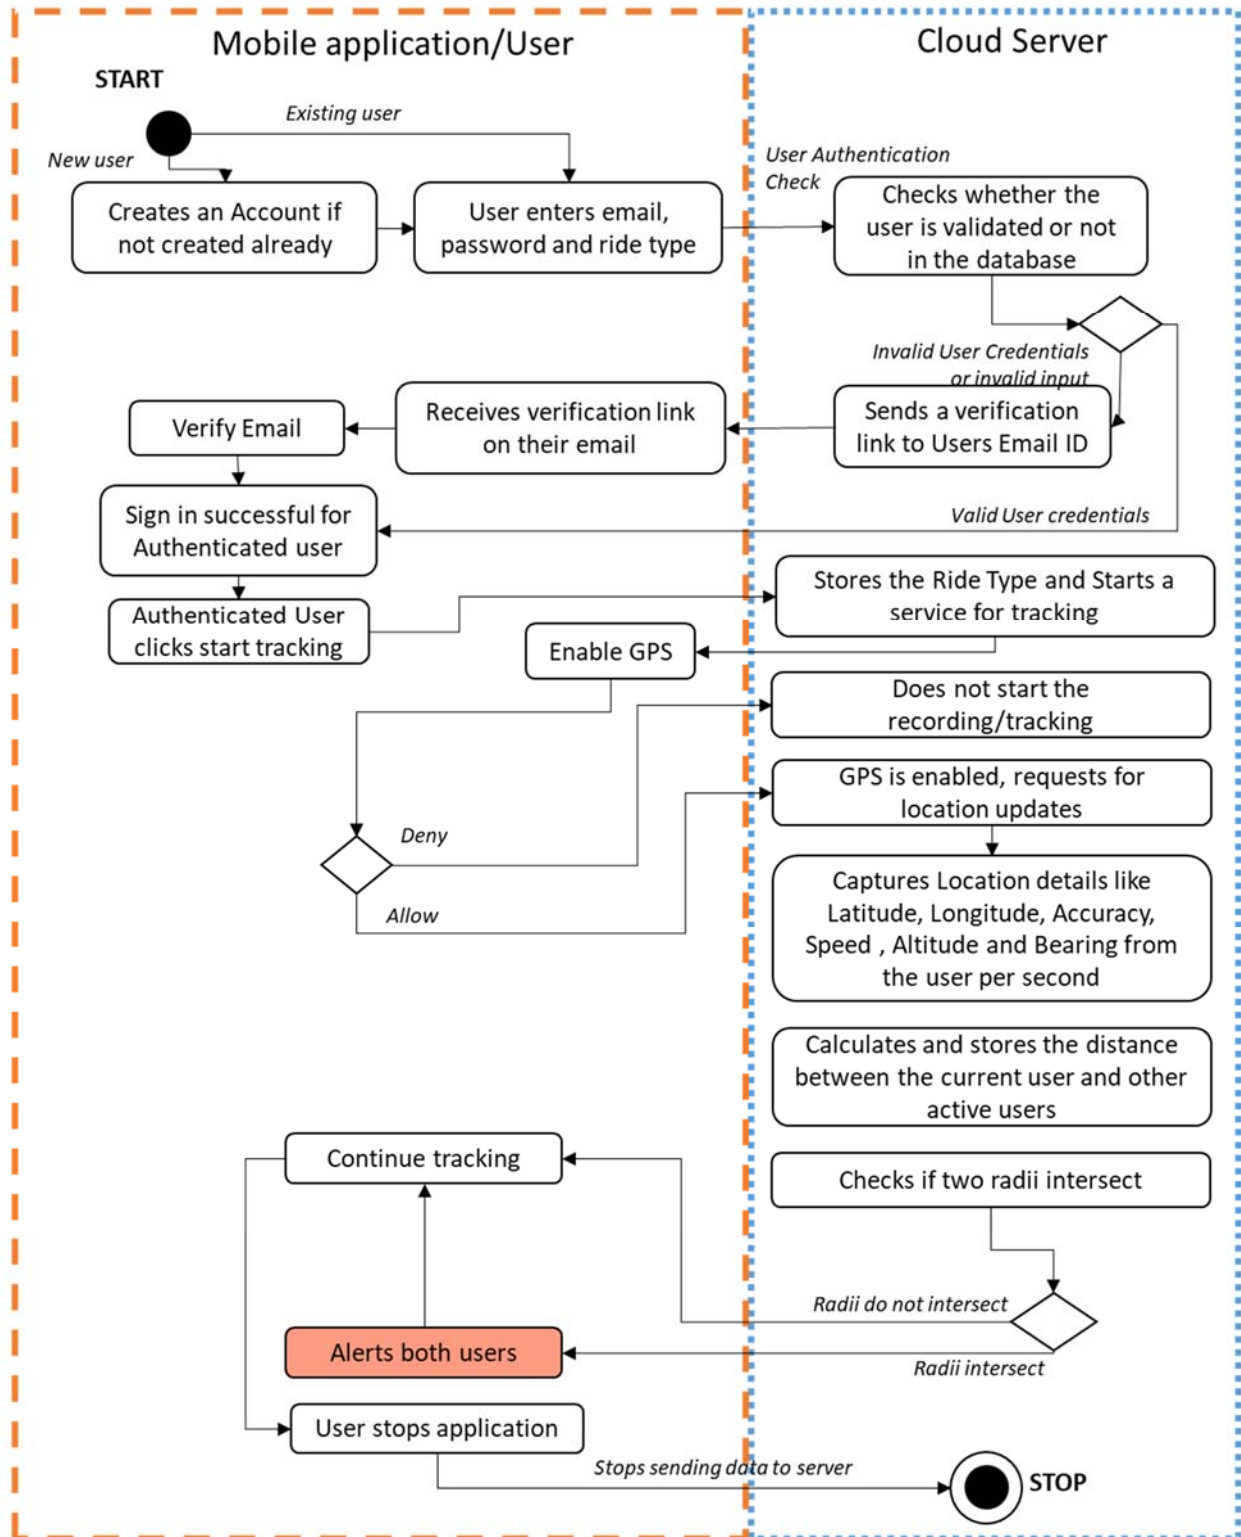 Mobile application/User
Cloud Server
START
Existing user
New user
User Authentication
Check
Creates an Account if
not created already
User enters email,
password and ride type
Checks whether the
user is validated or not
in the database
Invalid User Credentials
or invalid input
Verify Email
Receives verification link
on their email
Sends a verification
link to Users Email ID
Sign in successful for
Authenticated user
Valid User credentials
Authenticated User
clicks start tracking
Stores the Ride Type and Starts a
service for tracking
Enable GPS
Does not start the
recording/tracking
GPS is enabled, requests for
location updates
Deny
Allow
Captures Location details like
Latitude, Longitude, Accuracy,
Speed , Altitude and Bearing from
the user per second
Calculates and stores the distance
between the current user and other
active users
Continue tracking
Checks if two radii intersect
Radii do not intersect
Alerts both users
Radii intersect
User stops application
Stops sending data to server
STOP